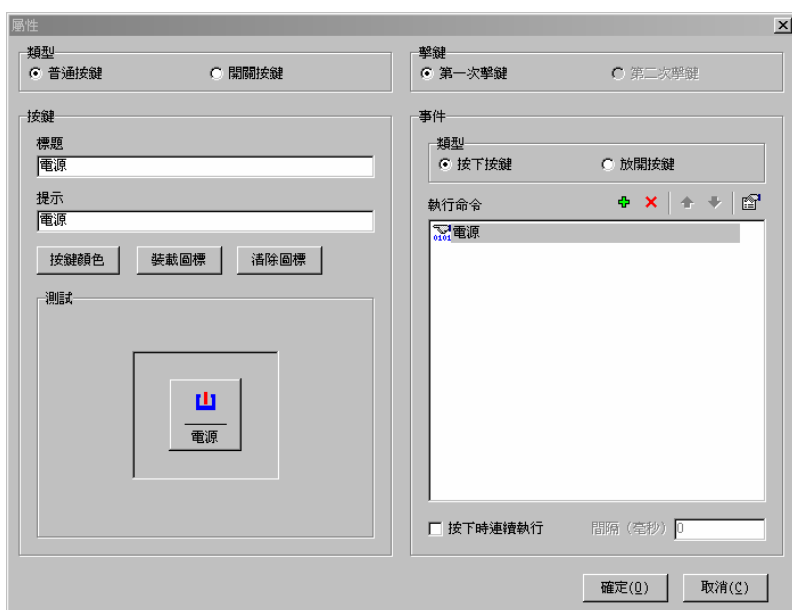 屬性
類型
普通按鍵
開關按鍵
擊鍵
第一次擊鍵
第二次擊鍵
按鍵
標題
電源
提示
電源
按鍵顏色
裝載圖標
清除圖標
測試
電源
事件
類型
按下按鍵
放開按鍵
執行命令
0101 電源
按下時連續執行
間隔（毫秒） 0
確定(O)
取消(C)